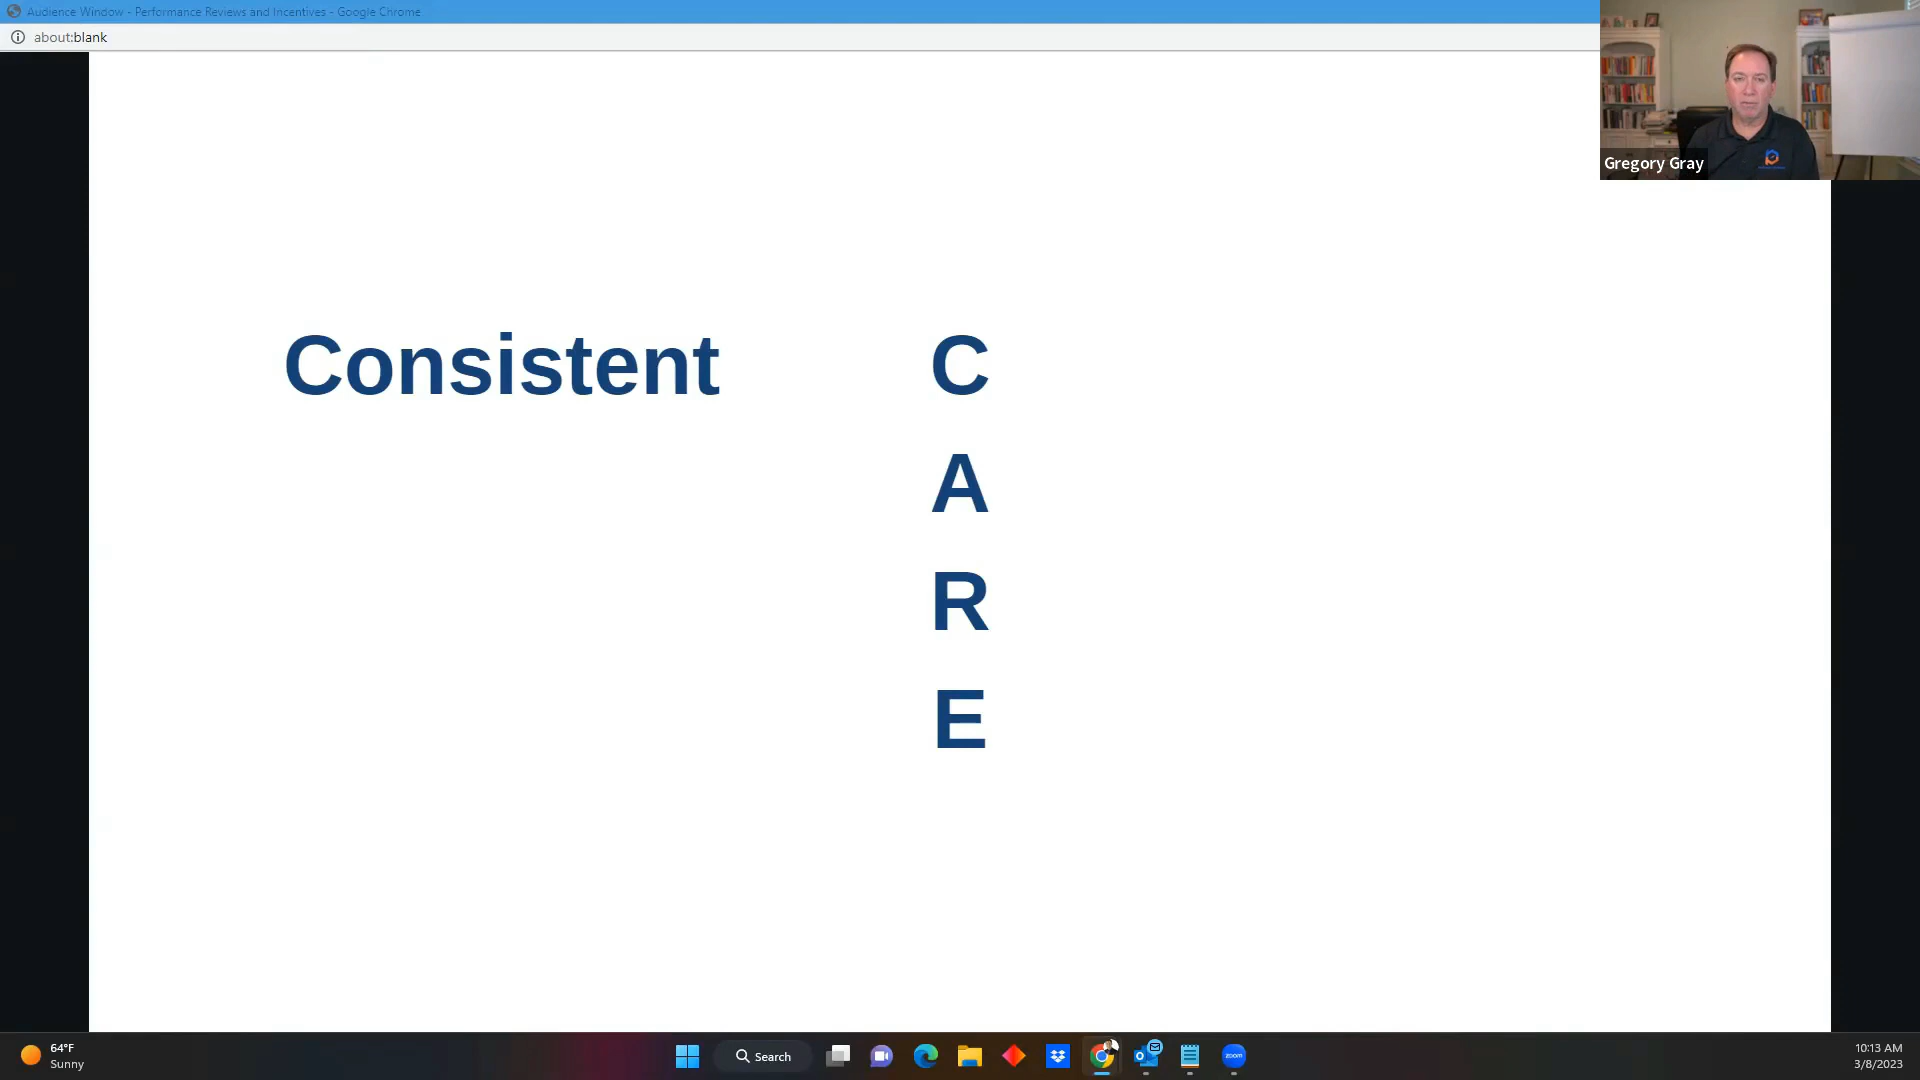 Audience Window - Performance Reviews and Incentives - Google Chrome
about:blank
Gregory Gray
Consistent C
A
R
E
64°F
Sunny
Search
zoom
10:13 AM
3/8/2023